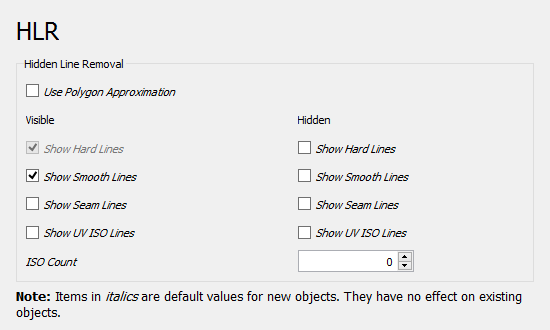 HLR
Hidden Line Removal
Use Polygon Approximation
Visible
Hidden
Show Hard Lines
Show Hard Lines
Show Smooth Lines
Show Smooth Lines
Show Seam Lines
Show Seam Lines
Show UV ISO Lines
Show UV ISO Lines
ISO Count
0
Note: Items in italics are default values for new objects. They have no effect on existing
objects.